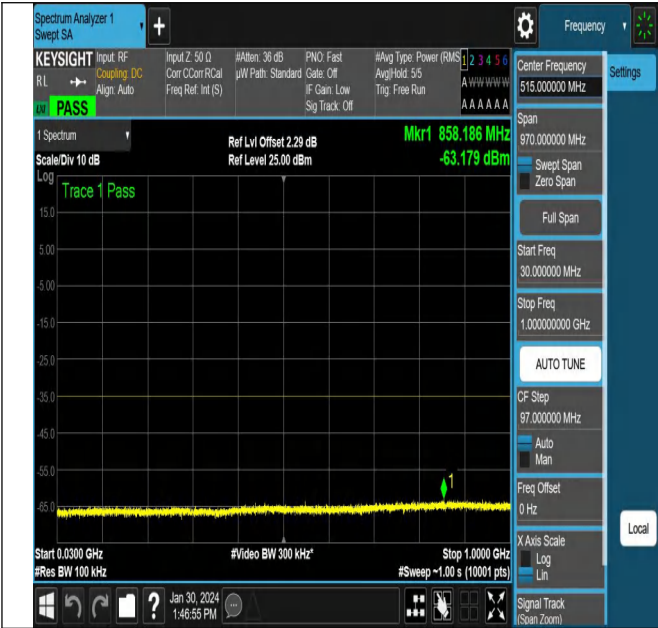 Spectrum Analyzer 1
Swept SA
+
Frequency
KEYSIGHT
Input: RF
Coupling: DC
Align: Auto
Input Z: 50 Ω
Corr CCorr RCal
Freq Ref: Int (S)
#Atten: 36 dB
µW Path: Standard
PNO: Fast
Gate: Off
IF Gain: Low
Sig Track: Off
#Avg Type: Power (RMS
Avg|Hold: 5/5
Trig: Free Run
1 2 3 4 5 6
A W W W W W
A A A A A A
R L
PASS
1 Spectrum
Scale/Div 10 dB
Ref Lvl Offset 2.29 dB
Ref Level 25.00 dBm
Mkr1 858.186 MHz
-63.179 dBm
Log
Trace 1 Pass
15.0
5.00
-5.00
-15.0
-25.0
-35.0
-45.0
-55.0
-65.0
1
Start 0.0300 GHz
#Res BW 100 kHz
#Video BW 300 kHz*
Stop 1.0000 GHz
#Sweep ~1.00 s (10001 pts)
?
Jan 30, 2024
1:46:55 PM
Center Frequency
515.000000 MHz
Settings
Span
970.000000 MHz
Swept Span
Zero Span
Full Span
Start Freq
30.000000 MHz
Stop Freq
1.000000000 GHz
AUTO TUNE
CF Step
97.000000 MHz
Auto
Man
Freq Offset
0 Hz
X Axis Scale
Log
Lin
Local
Signal Track
(Span Zoom)